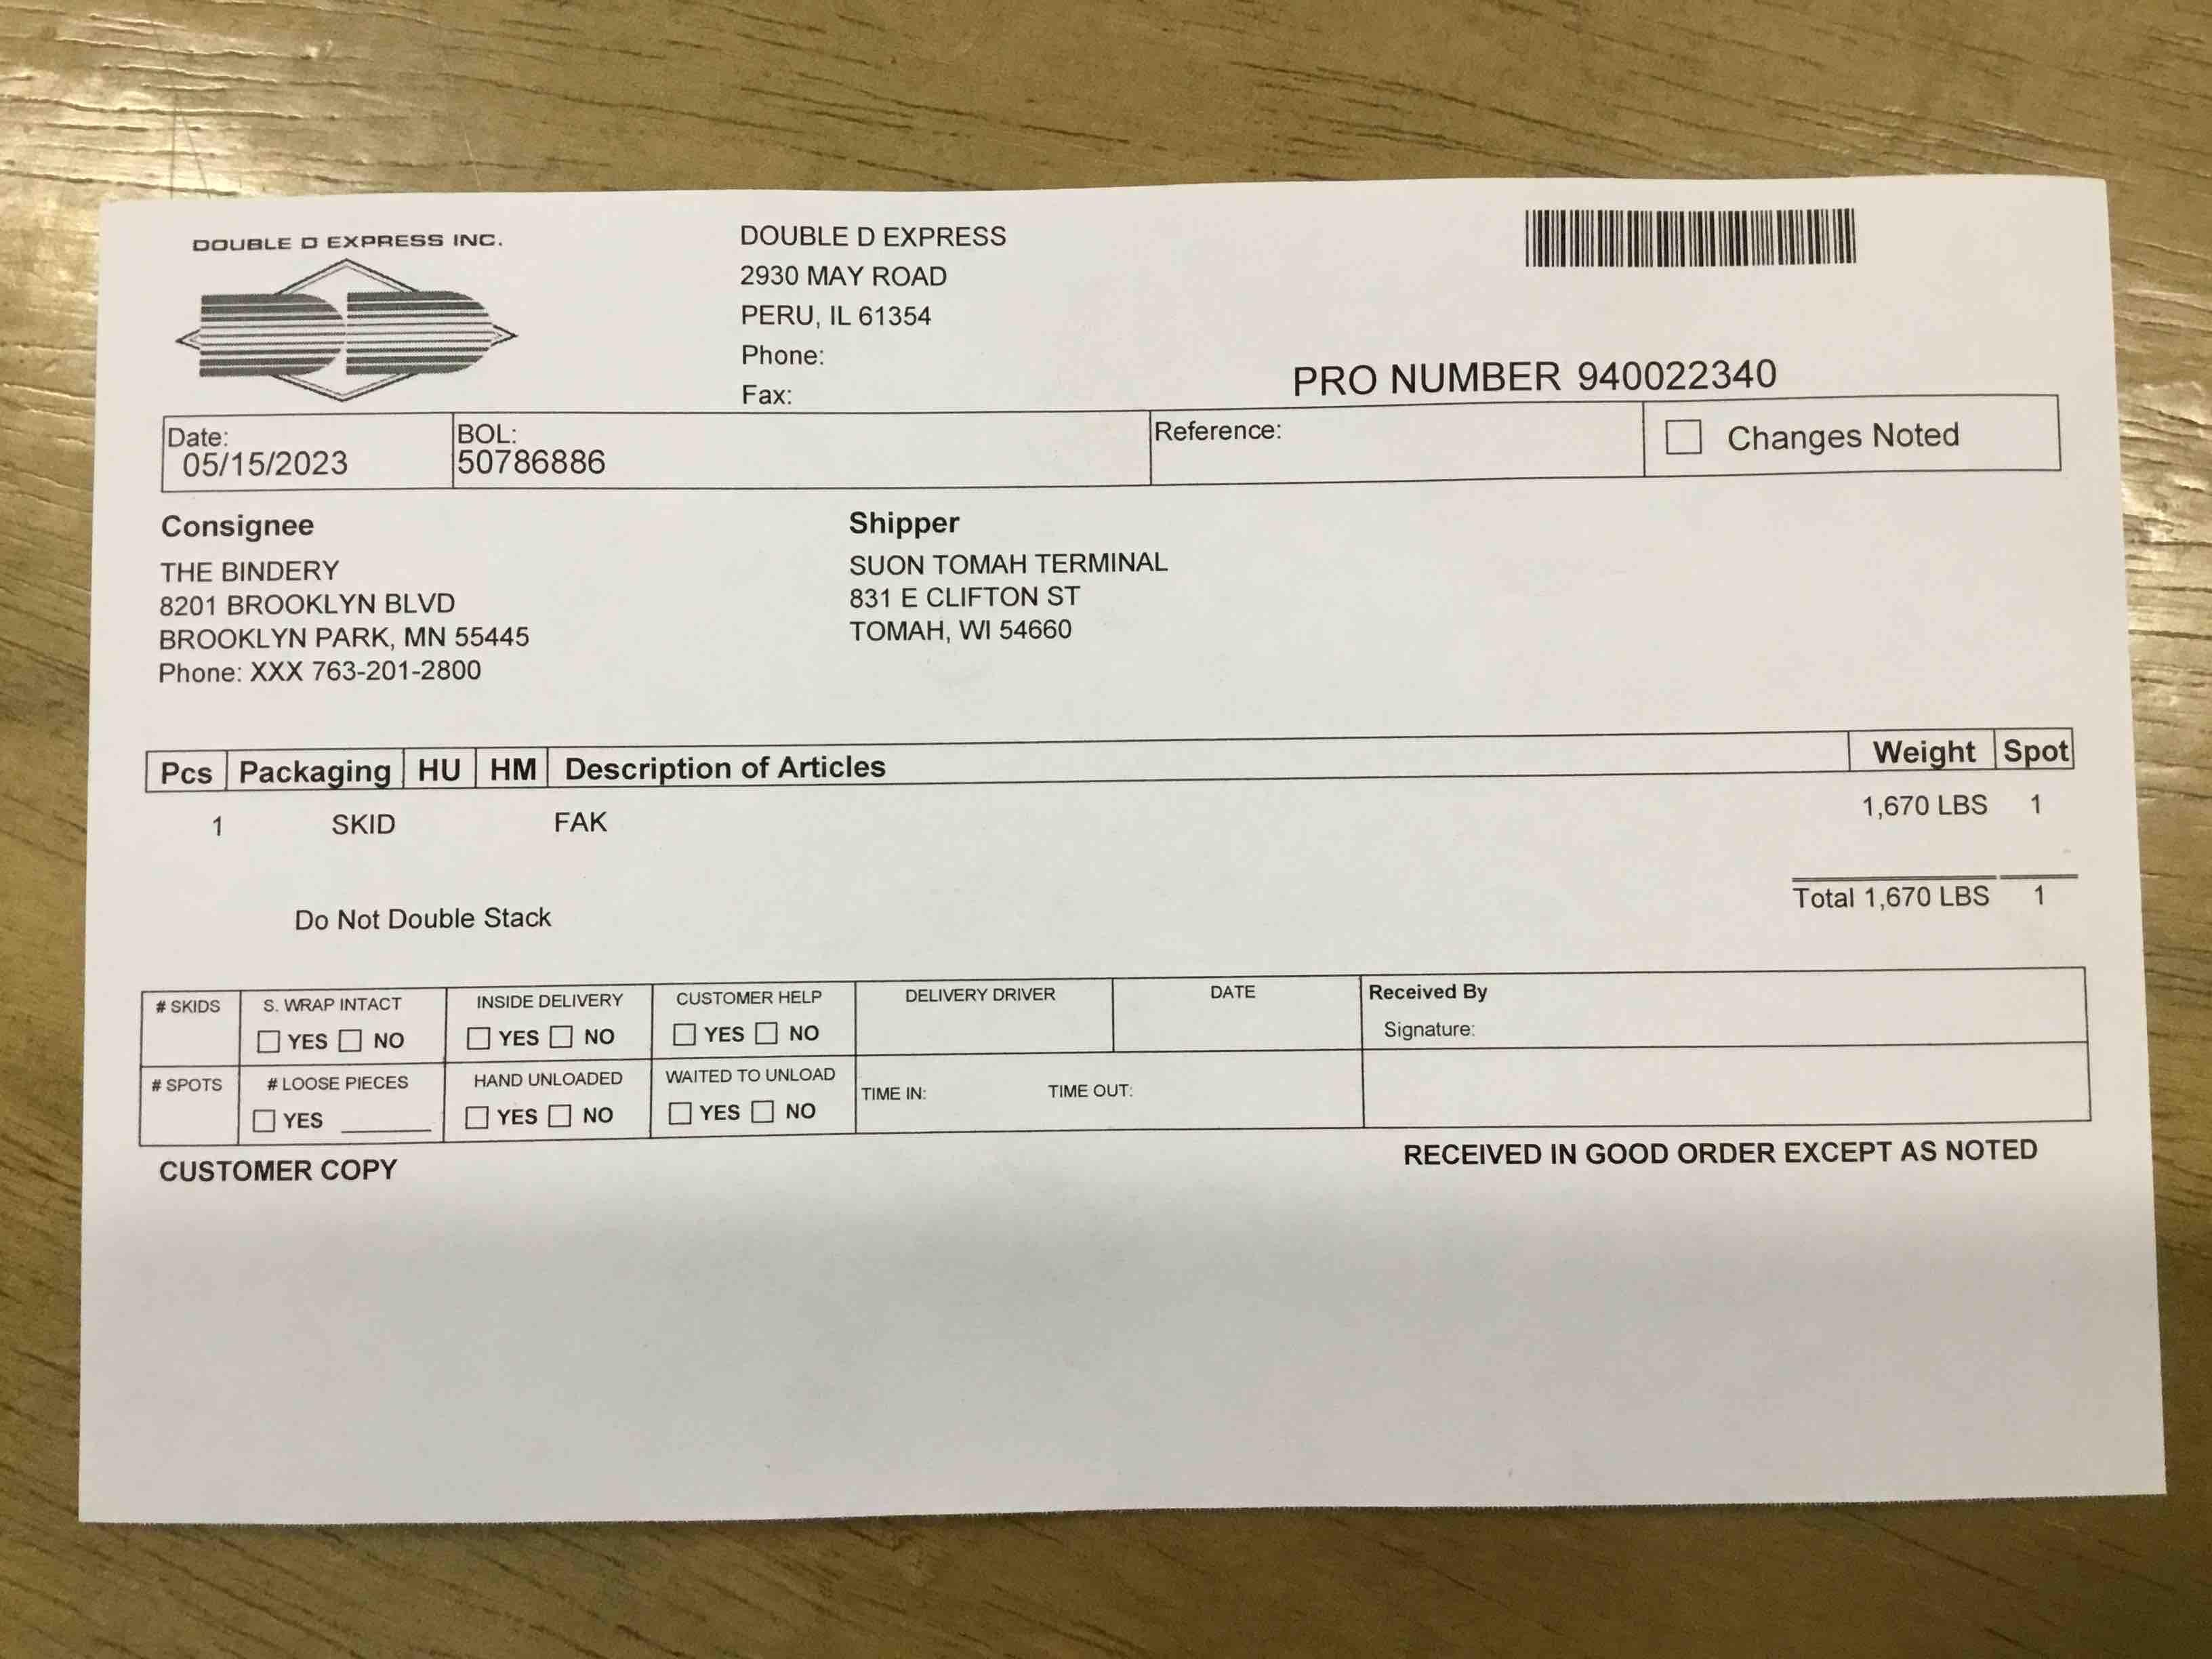 DOUBLE D EXPRESS INC.
DOUBLE D EXPRESS
2930 MAY ROAD
PERU, IL 61354
Phone:
Fax:
PRO NUMBER 940022340
Date:
05/15/2023
BOL:
50786886
Reference:
Changes Noted
Consignee
THE BINDERY
8201 BROOKLYN BLVD
BROOKLYN PARK, MN 55445
Phone: XXX 763-201-2800
Shipper
SUON TOMAH TERMINAL
831 E CLIFTON ST
TOMAH, WI 54660
Pcs Packaging HU HM Description of Articles Weight Spot
1 SKID FAK 1,670 LBS 1
Total 1,670 LBS 1
Do Not Double Stack
# SKIDS
S. WRAP INTACT
YES NO
INSIDE DELIVERY
YES NO
CUSTOMER HELP
YES NO
DELIVERY DRIVER
DATE
Received By
Signature:
# SPOTS
# LOOSE PIECES
YES
HAND UNLOADED
YES NO
WAITED TO UNLOAD
YES NO
TIME IN: TIME OUT:
CUSTOMER COPY
RECEIVED IN GOOD ORDER EXCEPT AS NOTED